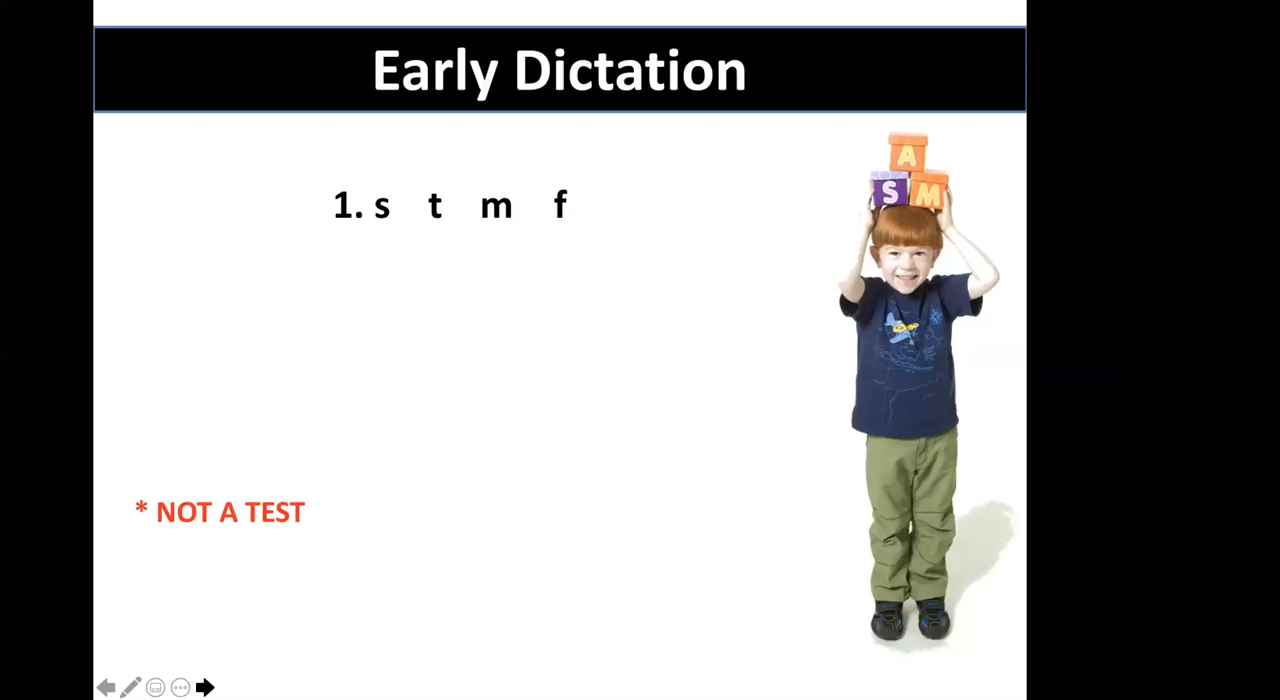 Early Dictation
1. s t m f
A
S M
* NOT A TEST